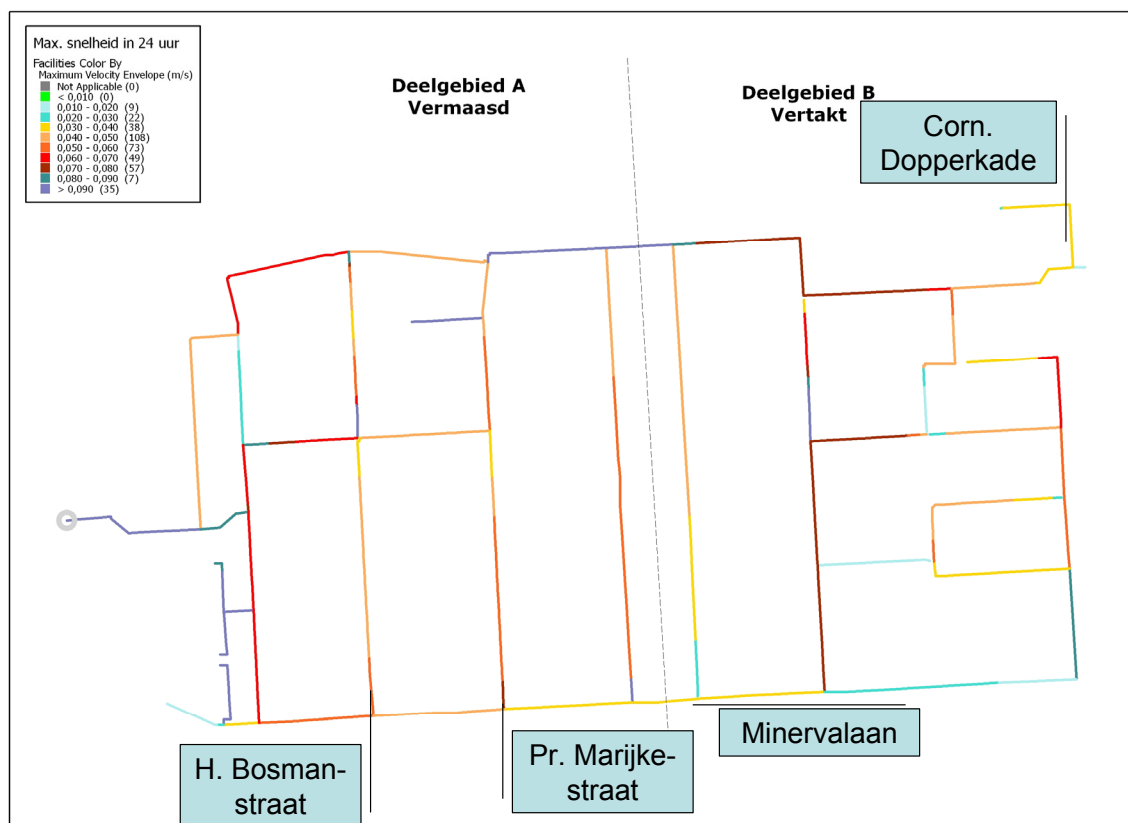 Max. snelheid in 24 uur
Facilities Color By
Maximum Velocity Envelope (m/s)
Not Applicable (0)
< 0,010 (0)
0,010 - 0,020 (9)
0,020 - 0,030 (22)
0,030 - 0,040 (38)
0,040 - 0,050 (108)
0,050 - 0,060 (73)
0,060 - 0,070 (49)
0,070 - 0,080 (57)
0,080 - 0,090 (7)
> 0,090 (35)
Deelgebied A
Vermaasd
Deelgebied B
Vertakt
Corn.
Dopperkade
H. Bosman-
straat
Pr. Marijke-
straat
Minervalaan